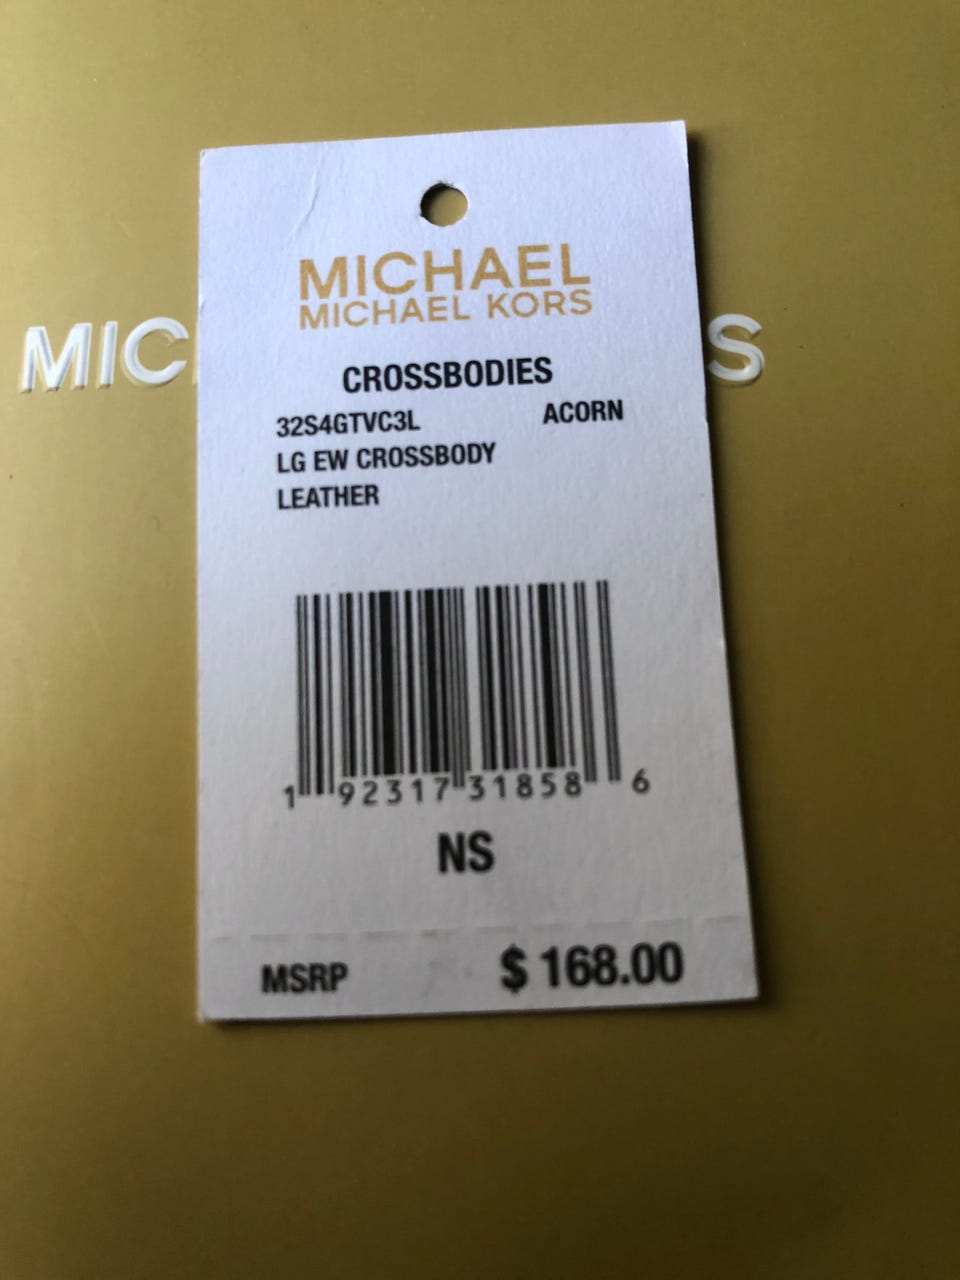 MICHAEL
MICHAEL KORS
MIC S
CROSSBODIES
32S4GTVC3L ACORN
LG EW CROSSBODY
LEATHER
1 92317 31858 6
NS
MSRP $ 168.00